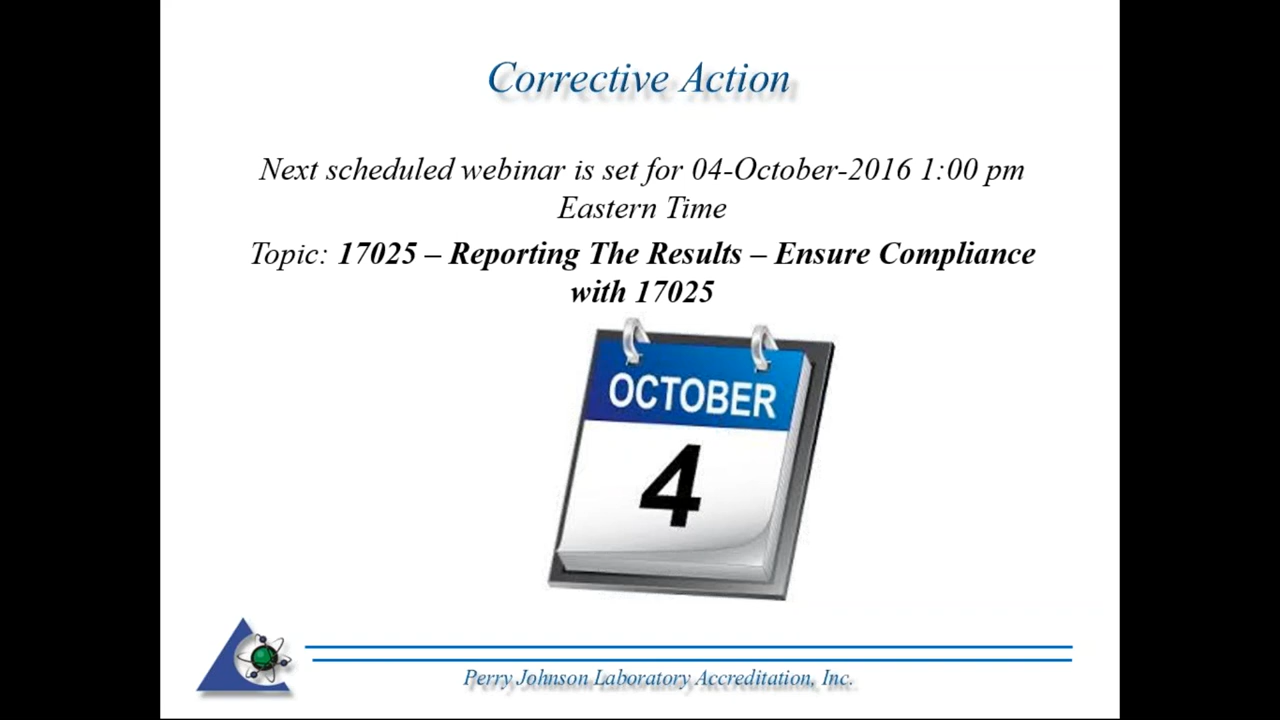 Corrective Action
Next scheduled webinar is set for 04-October-2016 1:00 pm
Eastern Time
Topic: 17025 – Reporting The Results – Ensure Compliance
with 17025
OCTOBER
4
Perry Johnson Laboratory Accreditation, Inc.